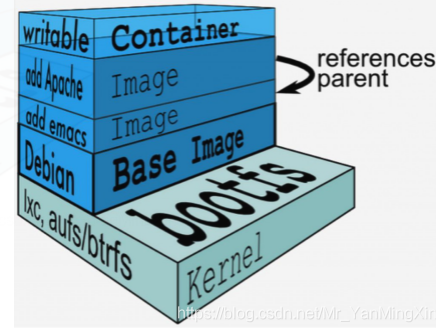 writable Container
add Apache Image
add emacs Image
Debian Base Image
references
parent
lxc, aufs/btrfs
bootfs
Kernel
https://blog.csdn.net/Mr_YanMingXin